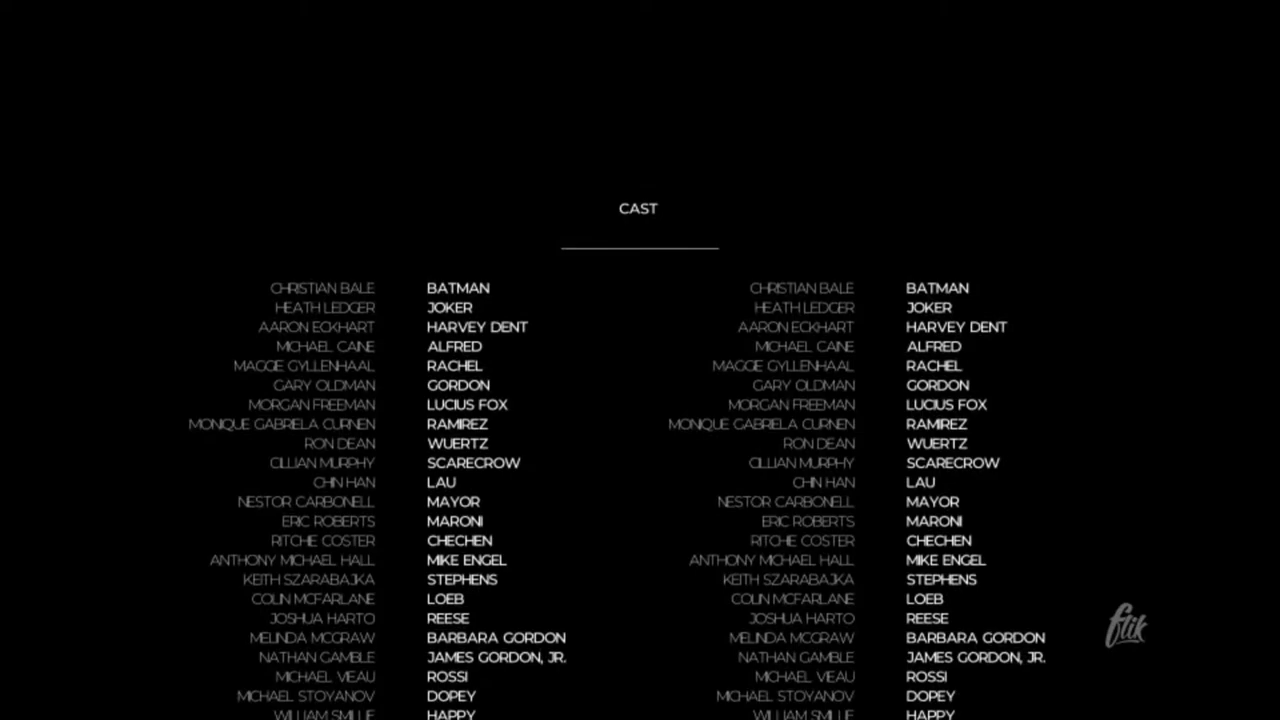 CAST
CHRISTIAN BALE BATMAN CHRISTIAN BALE BATMAN
HEATH LEDGER JOKER HEATH LEDGER JOKER
AARON ECKHART HARVEY DENT AARON ECKHART HARVEY DENT
MICHAEL CAINE ALFRED MICHAEL CAINE ALFRED
MAGGIE GYLLENHAAL RACHEL MAGGIE GYLLENHAAL RACHEL
GARY OLDMAN GORDON GARY OLDMAN GORDON
MORGAN FREEMAN LUCIUS FOX MORGAN FREEMAN LUCIUS FOX
MONIQUE GABRIELA CURNEN RAMIREZ MONIQUE GABRIELA CURNEN RAMIREZ
RON DEAN WUERTZ RON DEAN WUERTZ
CILLIAN MURPHY SCARECROW CILLIAN MURPHY SCARECROW
CHIN HAN LAU CHIN HAN LAU
NESTOR CARBONELL MAYOR NESTOR CARBONELL MAYOR
ERIC ROBERTS MARONI ERIC ROBERTS MARONI
RITCHIE COSTER CHECHEN RITCHIE COSTER CHECHEN
ANTHONY MICHAEL HALL MIKE ENGEL ANTHONY MICHAEL HALL MIKE ENGEL
KEITH SZARABAJKA STEPHENS KEITH SZARABAJKA STEPHENS
COLIN MCFARLANE LOEB COLIN MCFARLANE LOEB
JOSHUA HARTO REESE JOSHUA HARTO REESE
MELINDA MCGRAW BARBARA GORDON MELINDA MCGRAW BARBARA GORDON
NATHAN GAMBLE JAMES GORDON, JR. NATHAN GAMBLE JAMES GORDON, JR.
MICHAEL VIEAU ROSSI MICHAEL VIEAU ROSSI
MICHAEL STOYANOV DOPEY MICHAEL STOYANOV DOPEY
WILLIAM SMILLIE HAPPY WILLIAM SMILLIE HAPPY
flik